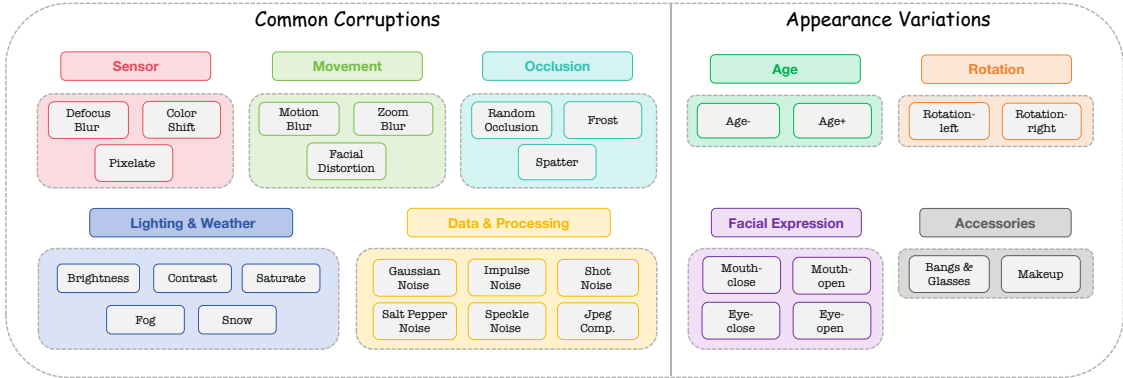 Common Corruptions
Appearance Variations
Sensor
Movement
Occlusion
Age
Rotation
Defocus
Blur
Color
Shift
Pixelate
Motion
Blur
Zoom
Blur
Facial
Distortion
Random
Occlusion
Frost
Spatter
Age-
Age+
Rotation-
left
Rotation-
right
Lighting & Weather
Data & Processing
Facial Expression
Accessories
Brightness
Contrast
Saturate
Fog
Snow
Gaussian
Noise
Impulse
Noise
Shot
Noise
Salt Pepper
Noise
Speckle
Noise
Jpeg
Comp.
Mouth-
close
Mouth-
open
Eye-
close
Eye-
open
Bangs &
Glasses
Makeup